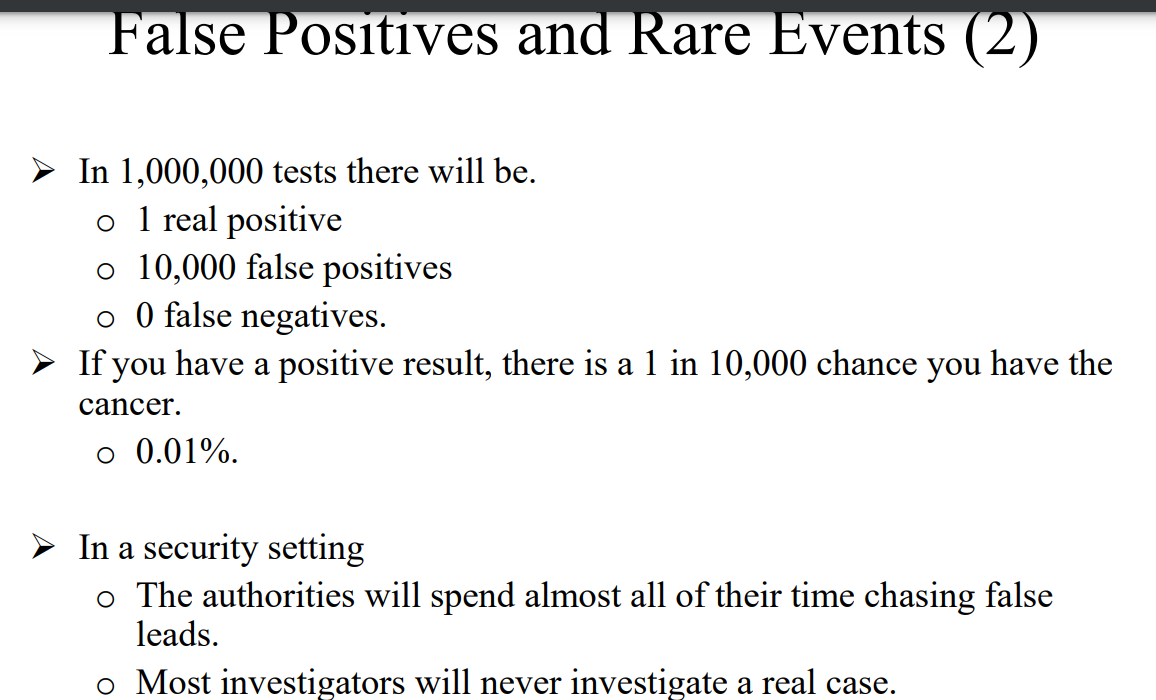 False Positives and Rare Events (2)
➤ In 1,000,000 tests there will be.
o 1 real positive
o 10,000 false positives
o 0 false negatives.
➤ If you have a positive result, there is a 1 in 10,000 chance you have the
cancer.
o 0.01%.
➤ In a security setting
o The authorities will spend almost all of their time chasing false
leads.
o Most investigators will never investigate a real case.